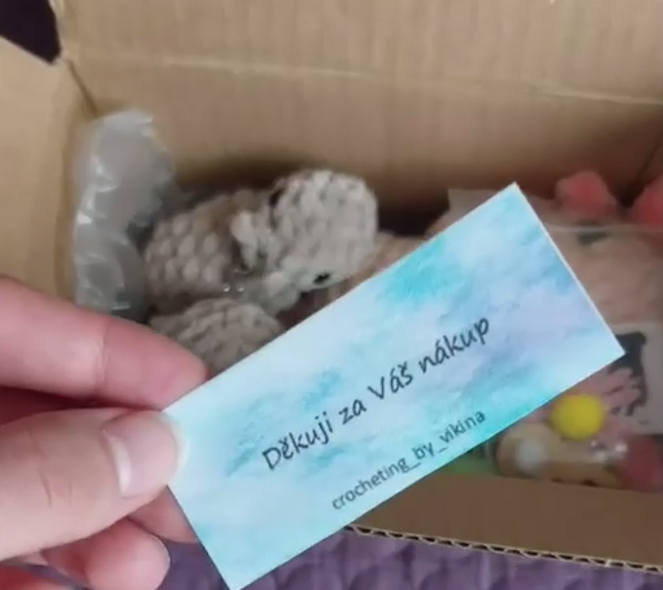 Děkuji za Váš nákup
crocheting_by_vikina